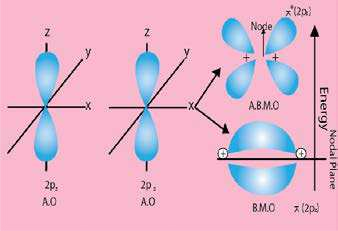 z
y
x
2pz
A.O
z
y
x
2pz
A.O
Node
π*(2pz)
+
+
A.B.M.O
Energy
Nodal Plane
+
+
B.M.O
π (2pz)